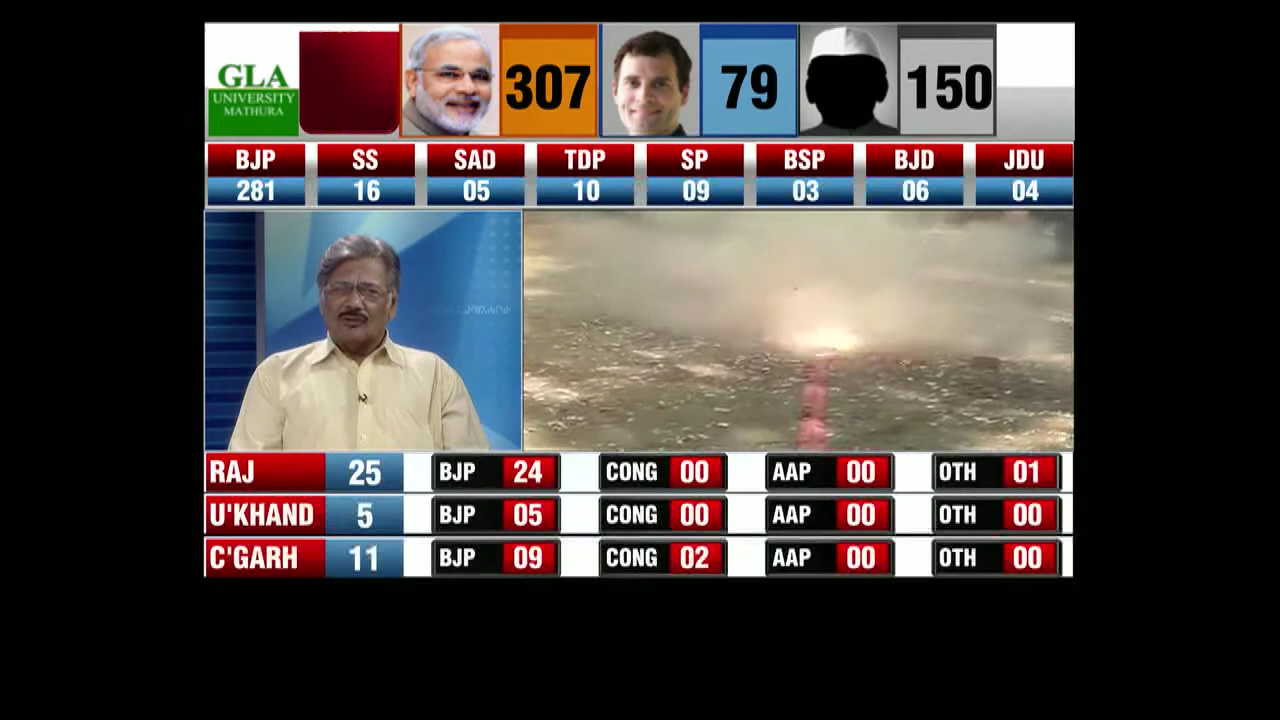 GLA
UNIVERSITY
MATHURA
307
79
150
BJP SS SAD TDP SP BSP BJD JDU
281 16 05 10 09 03 06 04
RAJ 25 BJP 24 CONG 00 AAP 00 OTH 01
U'KHAND 5 BJP 05 CONG 00 AAP 00 OTH 00
C'GARH 11 BJP 09 CONG 02 AAP 00 OTH 00